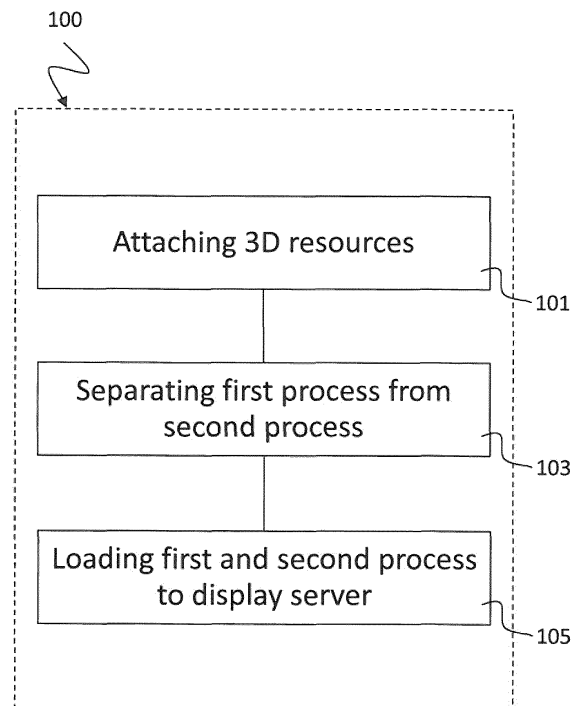 100
Attaching 3D resources
101
Separating first process from
second process
103
Loading first and second process
to display server
105